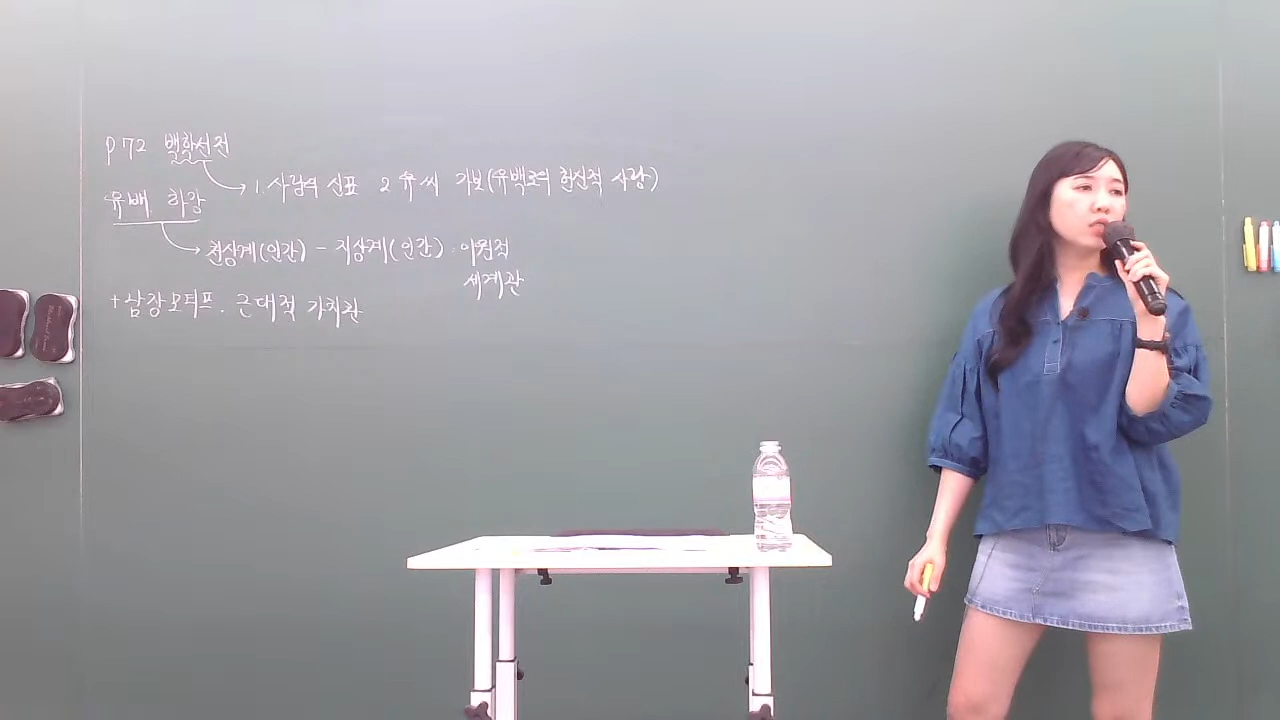 p72 백학선전
1. 사랑의 신표 2 유씨 가보(유백로의 헌신적 사랑)
유배 하강
천상계(인간) - 지상계(인간) : 이원적
세계관
+ 남장모티프. 근대적 가치관